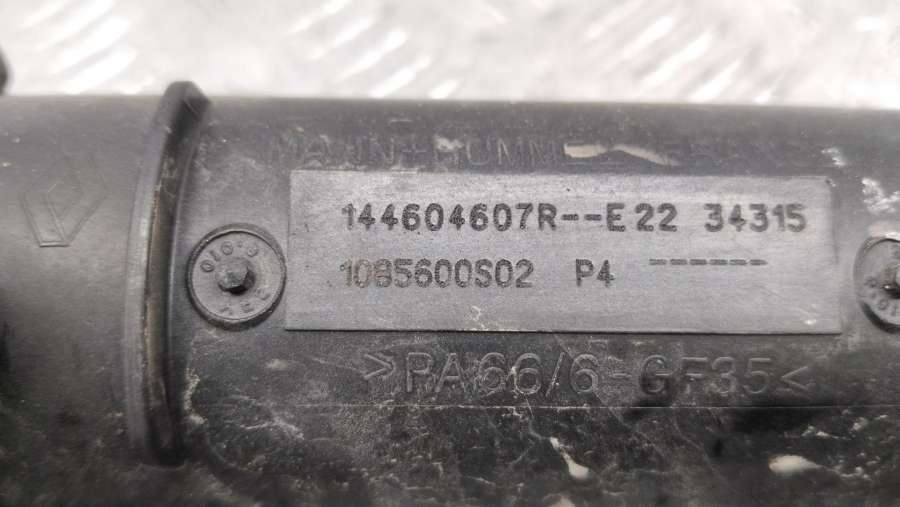 MANN+HUMMEL
144604607R--E22 34315
1085600S02 P4 ------
>PA66/6-GF35<